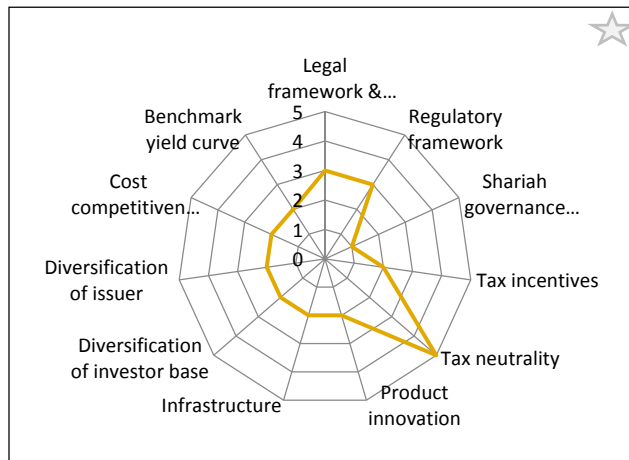 Legal
framework &...
Regulatory
framework
Shariah
governance...
Tax incentives
Tax neutrality
Product
innovation
Infrastructure
Diversification
of investor base
Diversification
of issuer
Cost
competitiven...
Benchmark
yield curve
5
4
3
2
1
0